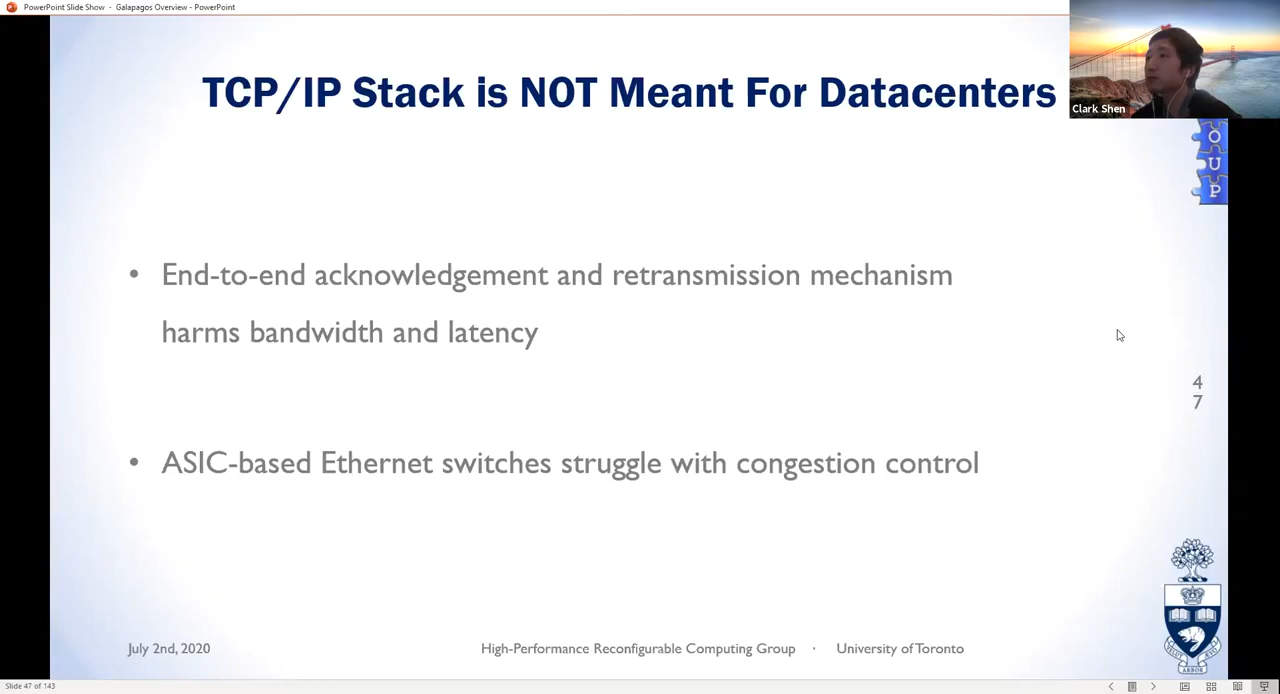 PowerPoint Slide Show - Galapagos Overview - PowerPoint
TCP/IP Stack is NOT Meant For Datacenters
Clark Shen
O
U
P
End-to-end acknowledgement and retransmission mechanism
harms bandwidth and latency
4
7
ASIC-based Ethernet switches struggle with congestion control
July 2nd, 2020
High-Performance Reconfigurable Computing Group · University of Toronto
ARBOR
Slide 47 of 143